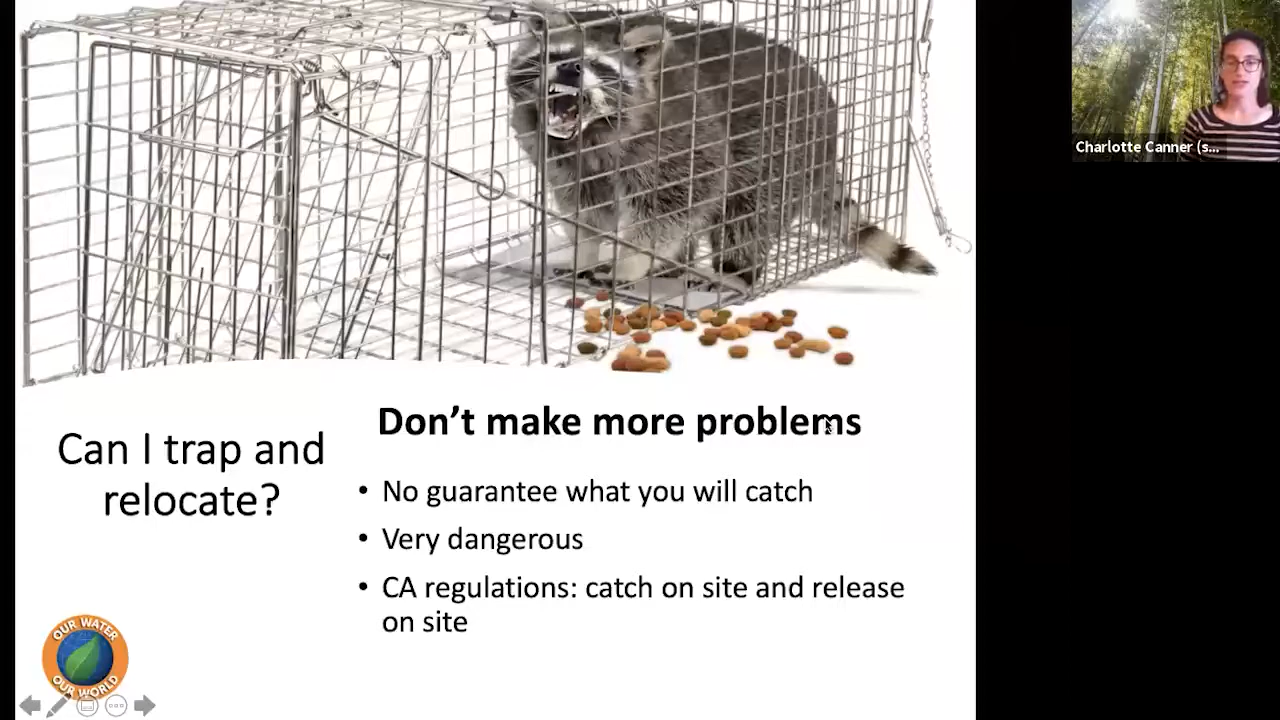 Charlotte Canner (s...
Don't make more problems
Can I trap and
relocate?
• No guarantee what you will catch
• Very dangerous
• CA regulations: catch on site and release
on site
OUR WATER
OUR WORLD